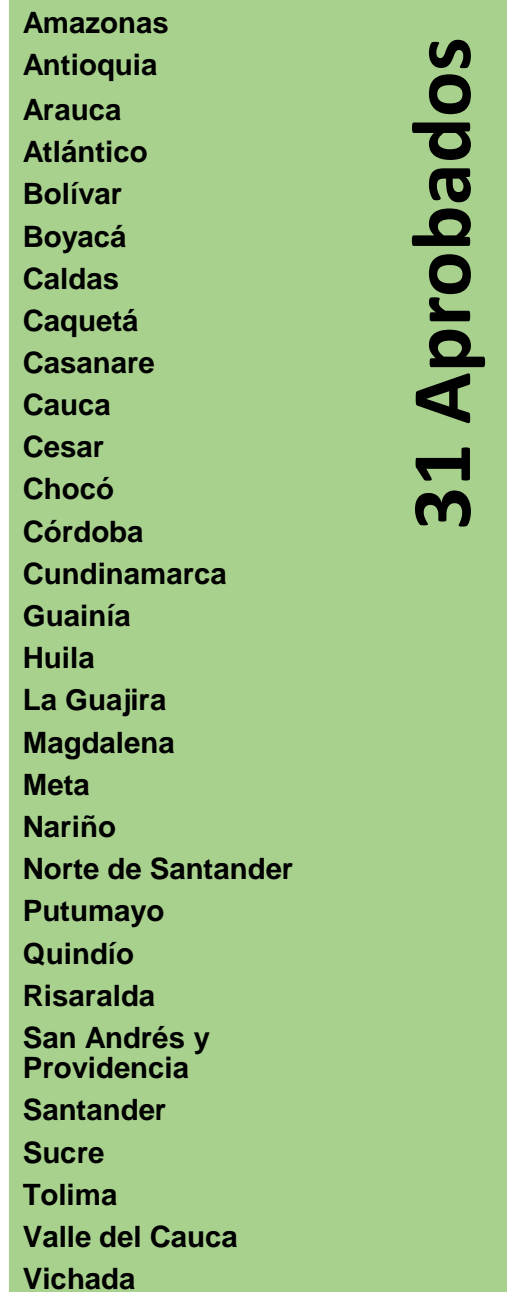 Amazonas
Antioquia
Arauca
Atlántico
Bolívar
Boyacá
Caldas
Caquetá
Casanare
Cauca
Cesar
Chocó
Córdoba
Cundinamarca
Guainía
Huila
La Guajira
Magdalena
Meta
Nariño
Norte de Santander
Putumayo
Quindío
Risaralda
San Andrés y
Providencia
Santander
Sucre
Tolima
Valle del Cauca
Vichada
31 Aprobados